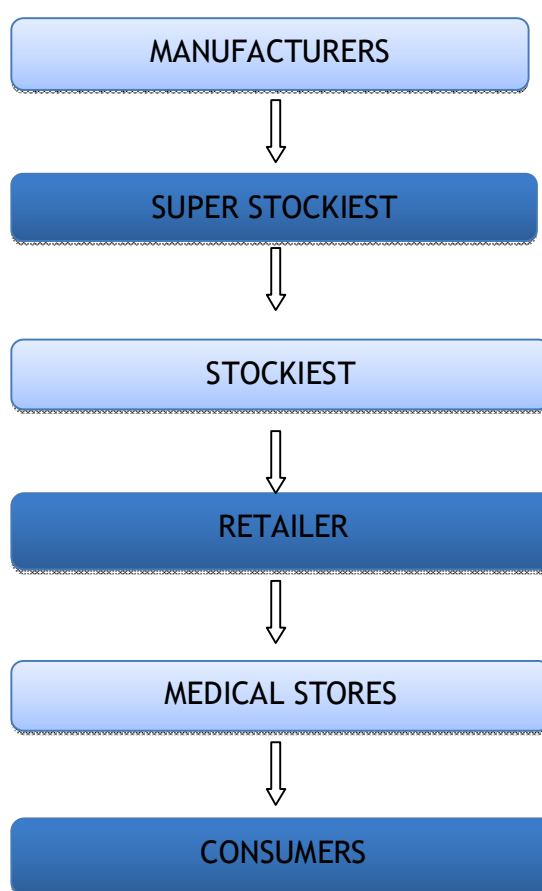 MANUFACTURERS
SUPER STOCKIEST
STOCKIEST
RETAILER
MEDICAL STORES
CONSUMERS